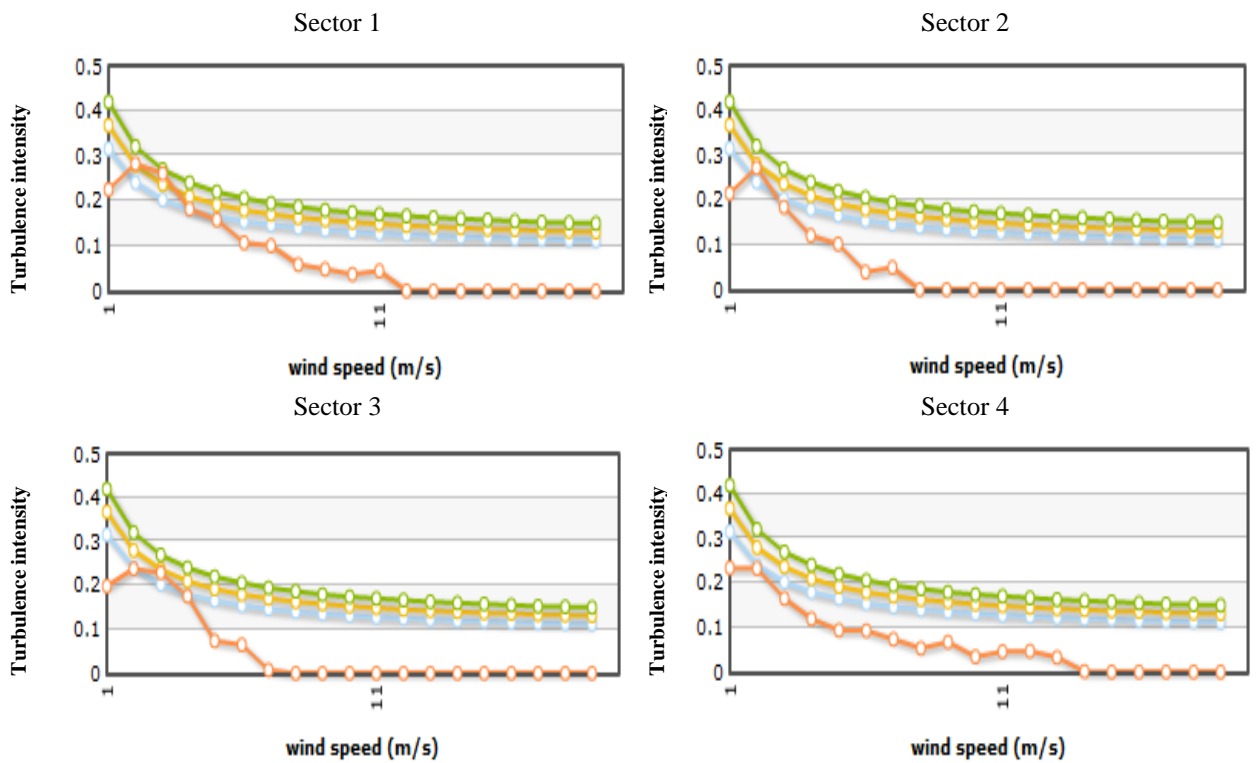 Sector 1
Turbulence intensity
0.5
0.4
0.3
0.2
0.1
0
1
11
wind speed (m/s)
Sector 2
Turbulence intensity
0.5
0.4
0.3
0.2
0.1
0
1
11
wind speed (m/s)
Sector 3
Turbulence intensity
0.5
0.4
0.3
0.2
0.1
0
1
11
wind speed (m/s)
Sector 4
Turbulence intensity
0.5
0.4
0.3
0.2
0.1
0
1
11
wind speed (m/s)